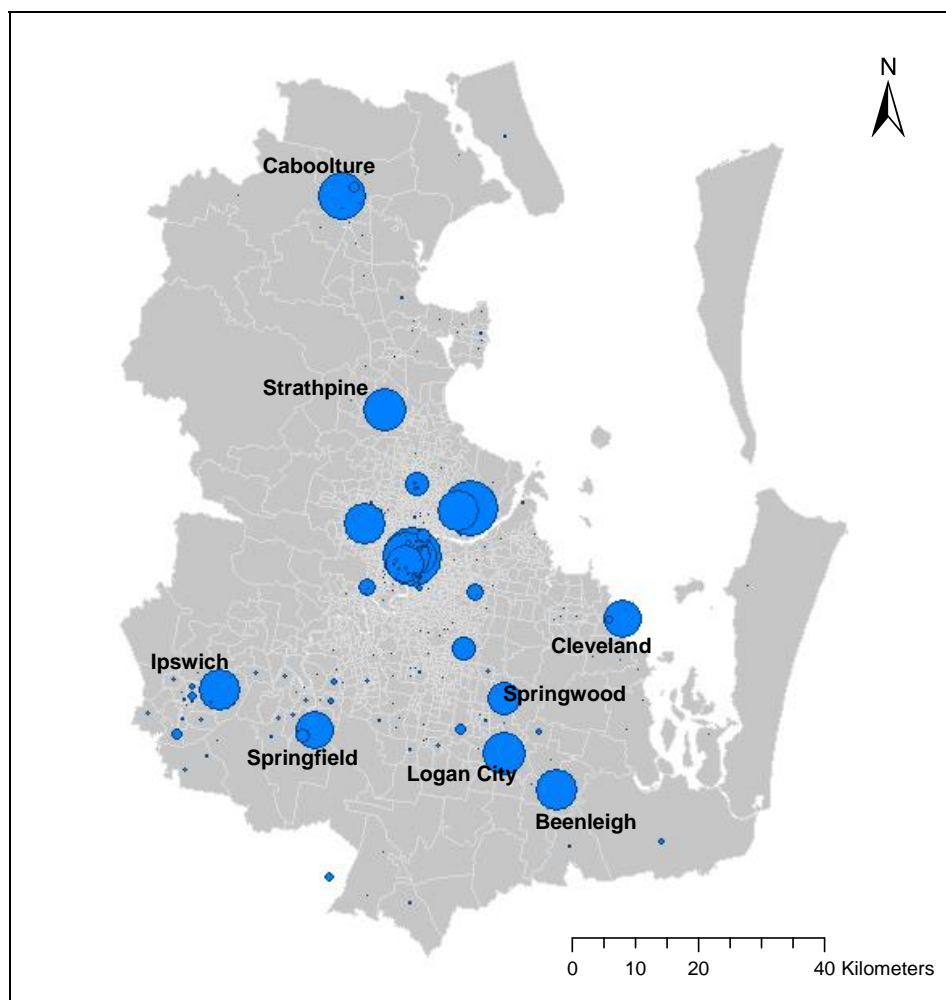 N
Caboolture
Strathpine
Cleveland
Ipswich
Springwood
Springfield
Logan City
Beenleigh
0 10 20 40 Kilometers